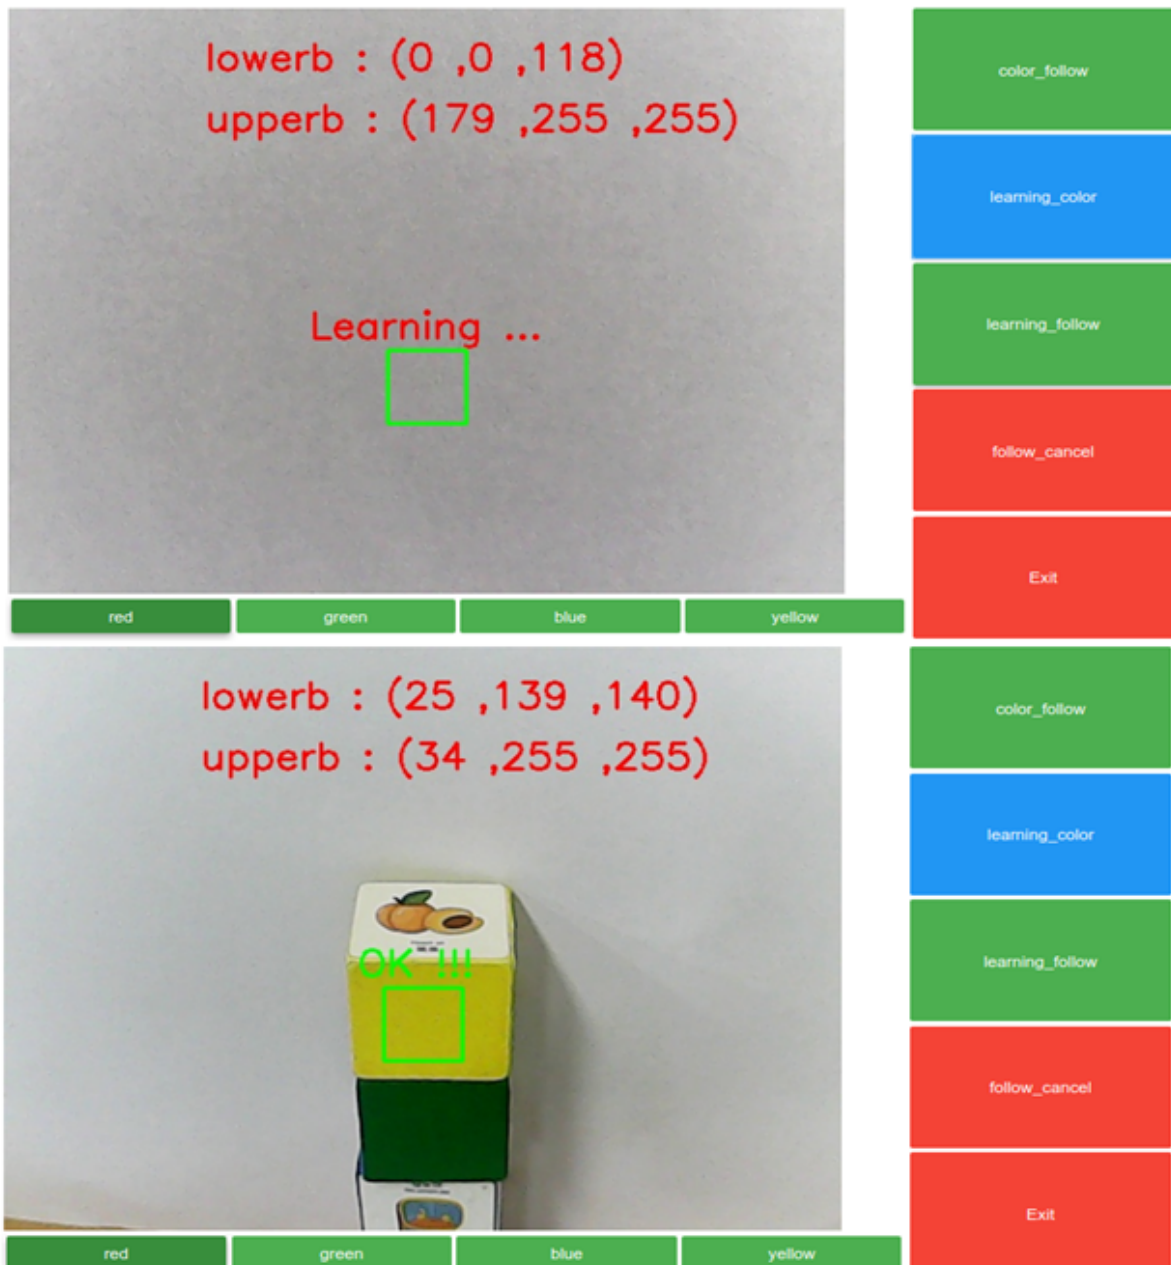 lowerb : (0 ,0 ,118)
upperb : (179 ,255 ,255)
Learning ...
color_follow
learning_color
learning_follow
follow_cancel
Exit
red
green
blue
yellow
lowerb : (25 ,139 ,140)
upperb : (34 ,255 ,255)
OK !!!
color_follow
learning_color
learning_follow
follow_cancel
Exit
red
green
blue
yellow